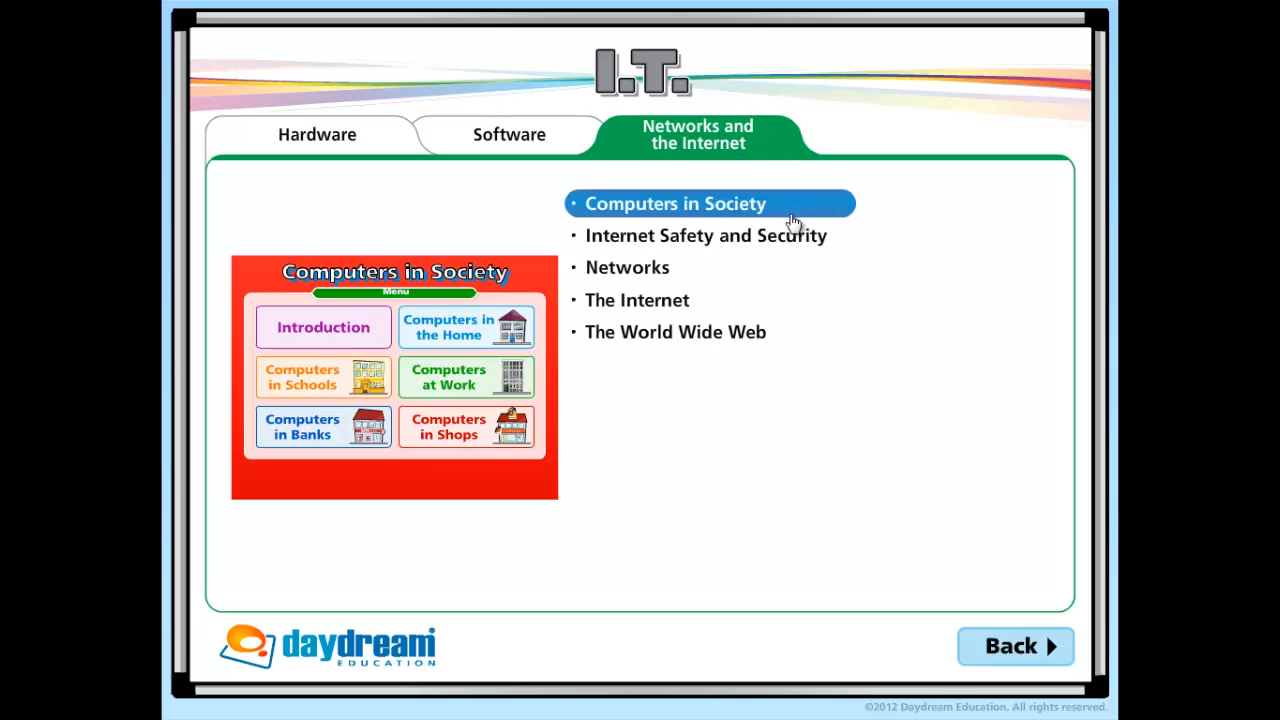 I.T.
Hardware
Software
Networks and
the Internet
• Computers in Society
• Internet Safety and Security
• Networks
• The Internet
• The World Wide Web
Computers in Society
Menu
Introduction
Computers in
the Home
Computers
in Schools
Computers
at Work
Computers
in Banks
Computers
in Shops
daydream
EDUCATION
Back
©2012 Daydream Education. All rights reserved.